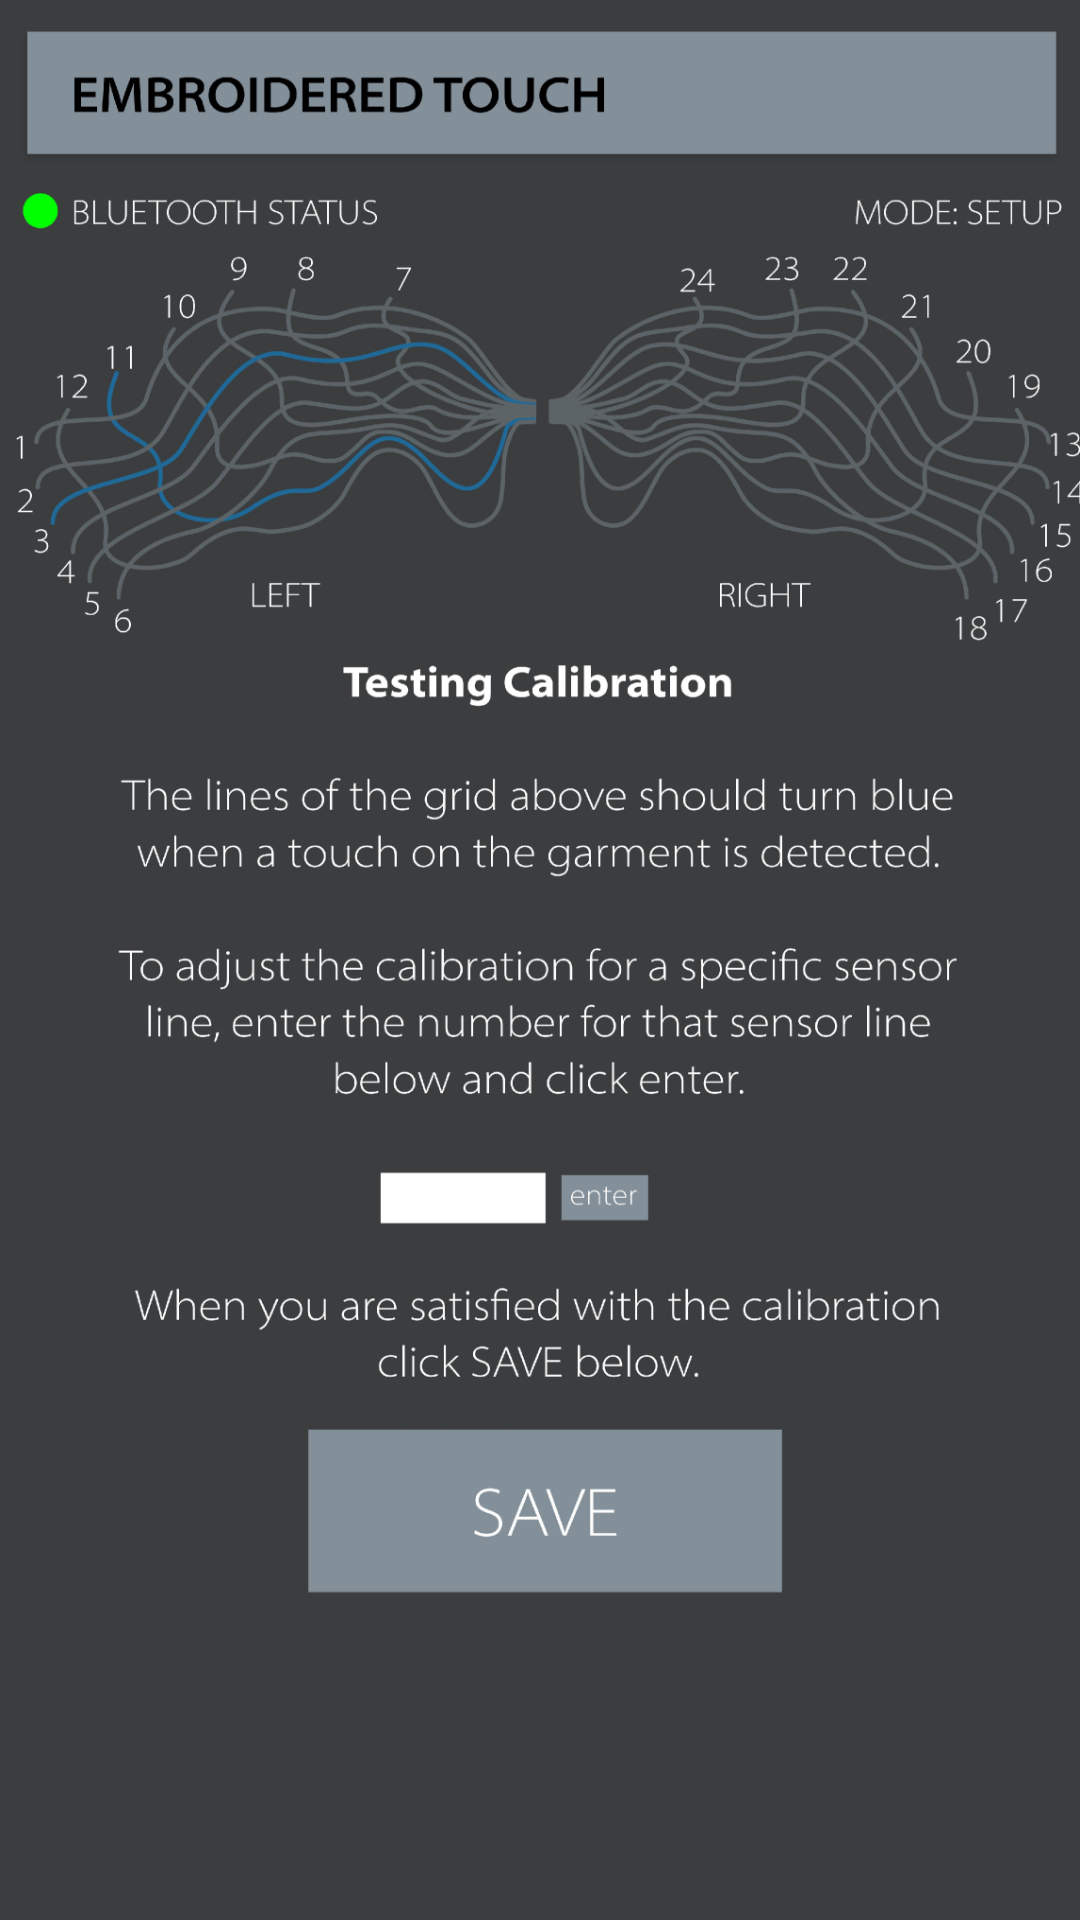 EMBROIDERED TOUCH
BLUETOOTH STATUS
MODE: SETUP
9
8
7
24
23
22
10
21
11
20
12
19
1
13
2
14
3
15
4
16
5
6
17
18
LEFT
RIGHT
Testing Calibration
The lines of the grid above should turn blue
when a touch on the garment is detected.
To adjust the calibration for a specific sensor
line, enter the number for that sensor line
below and click enter.
enter
When you are satisfied with the calibration
click SAVE below.
SAVE